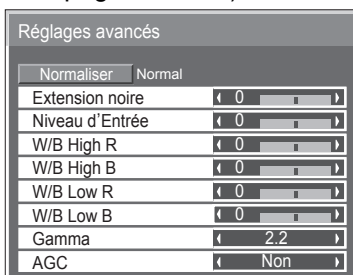 Réglages avancés
Normaliser Normal
Extension noire 0
Niveau d'Entrée 0
W/B High R 0
W/B High B 0
W/B Low R 0
W/B Low B 0
Gamma 2.2
AGC Non